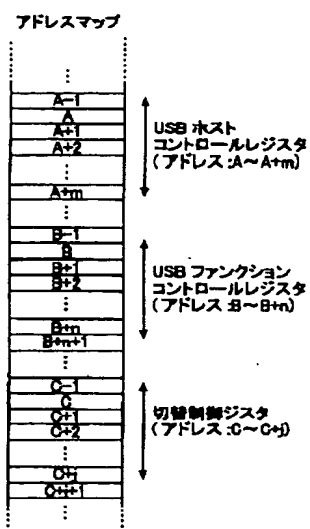 アドレスマップ
A-1
A
A+1
A+2
A+m
USB ホスト
コントロールレジスタ
(アドレス:A~A+m)
B-1
B
B+1
B+2
B+n
B+n+1
USB ファンクション
コントロールレジスタ
(アドレス:B~B+n)
C-1
C
C+1
C+2
C+j
C+j+1
切替制御ジスタ
(アドレス:C~C+j)